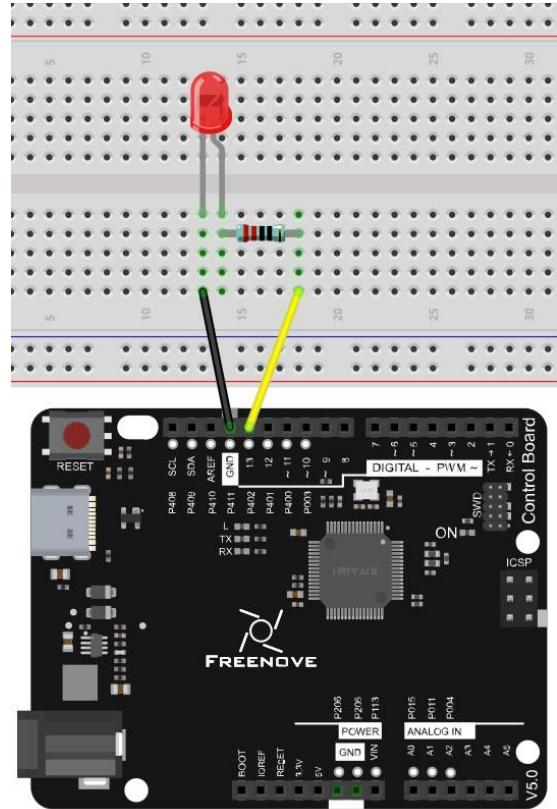 5 10 15 20 25 30
5 10 15 20 25 30
RESET
SCL SDA AREF GND 13 12 ~11 ~10 ~9 8
7 ~6 ~5 4 ~3 2 TX→1 RX←0
DIGITAL - PWM ~
P408 P409 P410 P411 P402 P401 P400 P003
Control Board
L
TX
RX
SWD
ON
ICSP
FREENOVE
P206 P205 P113
P015 P011 P004
POWER
ANALOG IN
BOOT IOREF RESET 3.3V 5V GND VIN
A0 A1 A2 A3 A4 A5
V5.0